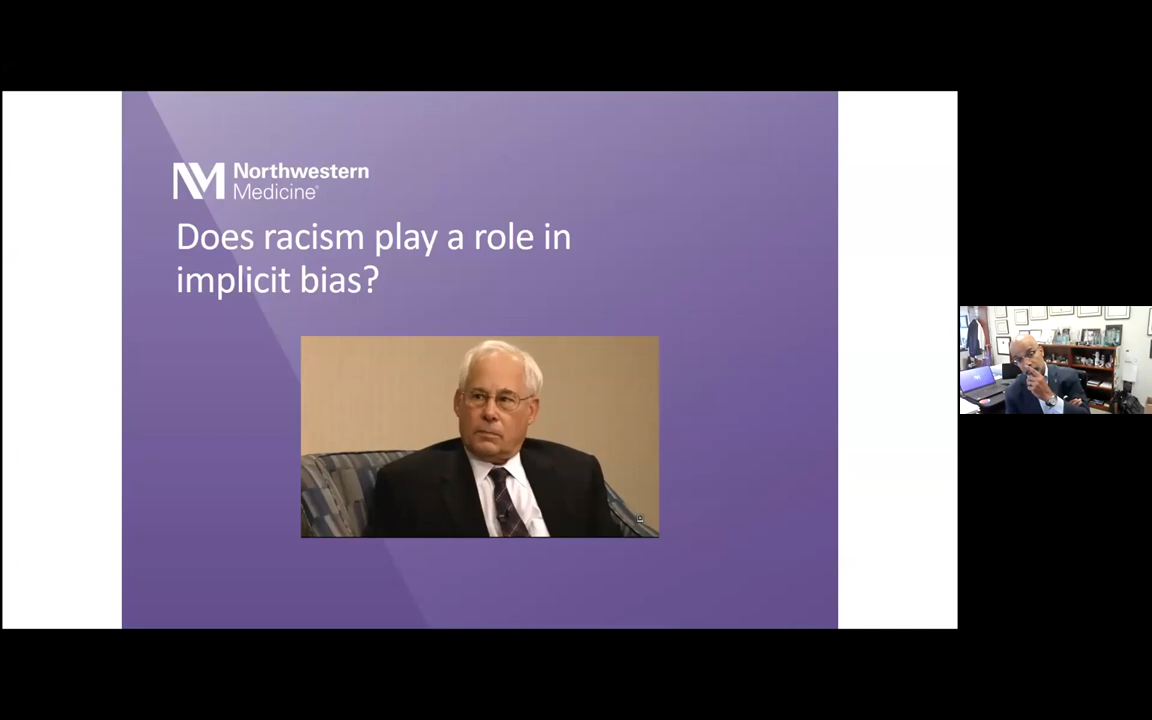 Northwestern
Medicine®
Does racism play a role in
implicit bias?